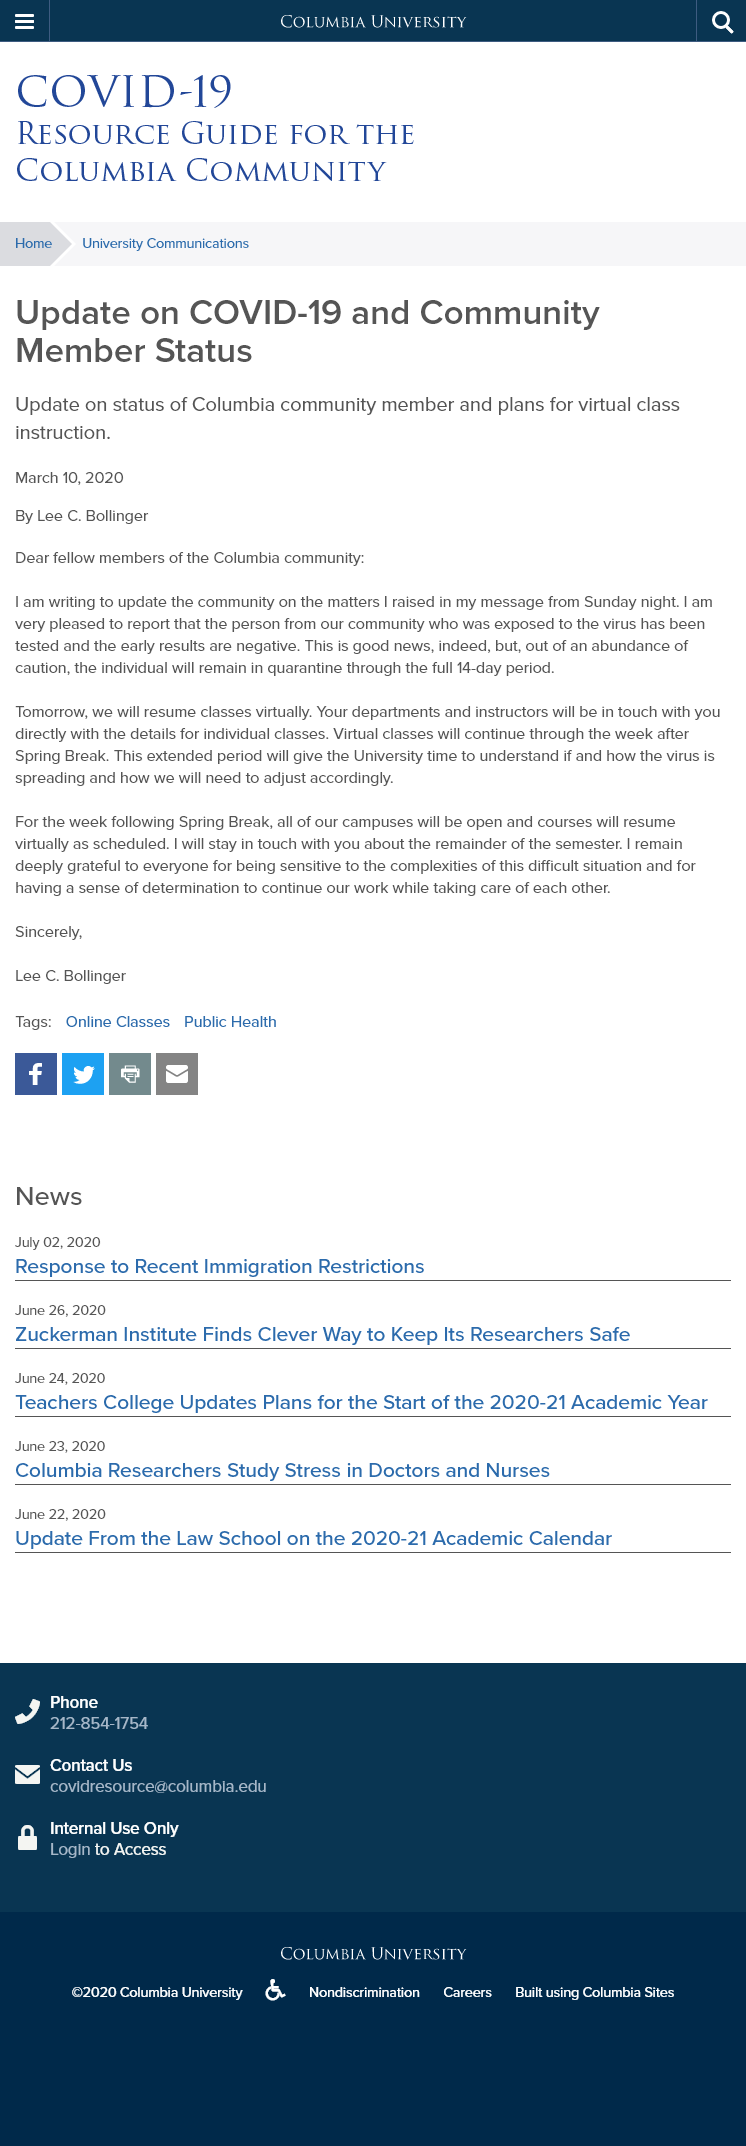 Columbia University
COVID-19
Resource Guide for the
Columbia Community
Home
University Communications
Update on COVID-19 and Community
Member Status
Update on status of Columbia community member and plans for virtual class
instruction.
March 10, 2020
By Lee C. Bollinger
Dear fellow members of the Columbia community:
I am writing to update the community on the matters I raised in my message from Sunday night. I am
very pleased to report that the person from our community who was exposed to the virus has been
tested and the early results are negative. This is good news, indeed, but, out of an abundance of
caution, the individual will remain in quarantine through the full 14-day period.
Tomorrow, we will resume classes virtually. Your departments and instructors will be in touch with you
directly with the details for individual classes. Virtual classes will continue through the week after
Spring Break. This extended period will give the University time to understand if and how the virus is
spreading and how we will need to adjust accordingly.
For the week following Spring Break, all of our campuses will be open and courses will resume
virtually as scheduled. I will stay in touch with you about the remainder of the semester. I remain
deeply grateful to everyone for being sensitive to the complexities of this difficult situation and for
having a sense of determination to continue our work while taking care of each other.
Sincerely,
Lee C. Bollinger
Tags: Online Classes Public Health
News
July 02, 2020
Response to Recent Immigration Restrictions
June 26, 2020
Zuckerman Institute Finds Clever Way to Keep Its Researchers Safe
June 24, 2020
Teachers College Updates Plans for the Start of the 2020-21 Academic Year
June 23, 2020
Columbia Researchers Study Stress in Doctors and Nurses
June 22, 2020
Update From the Law School on the 2020-21 Academic Calendar
Phone
212-854-1754
Contact Us
covidresource@columbia.edu
Internal Use Only
Login to Access
Columbia University
©2020 Columbia University Nondiscrimination Careers Built using Columbia Sites